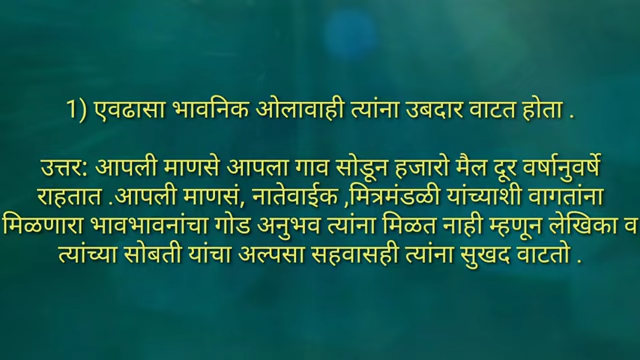 1) एवढासा भावनिक ओलावाही त्यांना उबदार वाटत होता .
उत्तर: आपली माणसे आपला गाव सोडून हजारो मैल दूर वर्षानुवर्षे
राहतात .आपली माणसं, नातेवाईक ,मित्रमंडळी यांच्याशी वागतांना
मिळणारा भावभावनांचा गोड अनुभव त्यांना मिळत नाही म्हणून लेखिका व
त्यांच्या सोबती यांचा अल्पसा सहवासही त्यांना सुखद वाटतो .